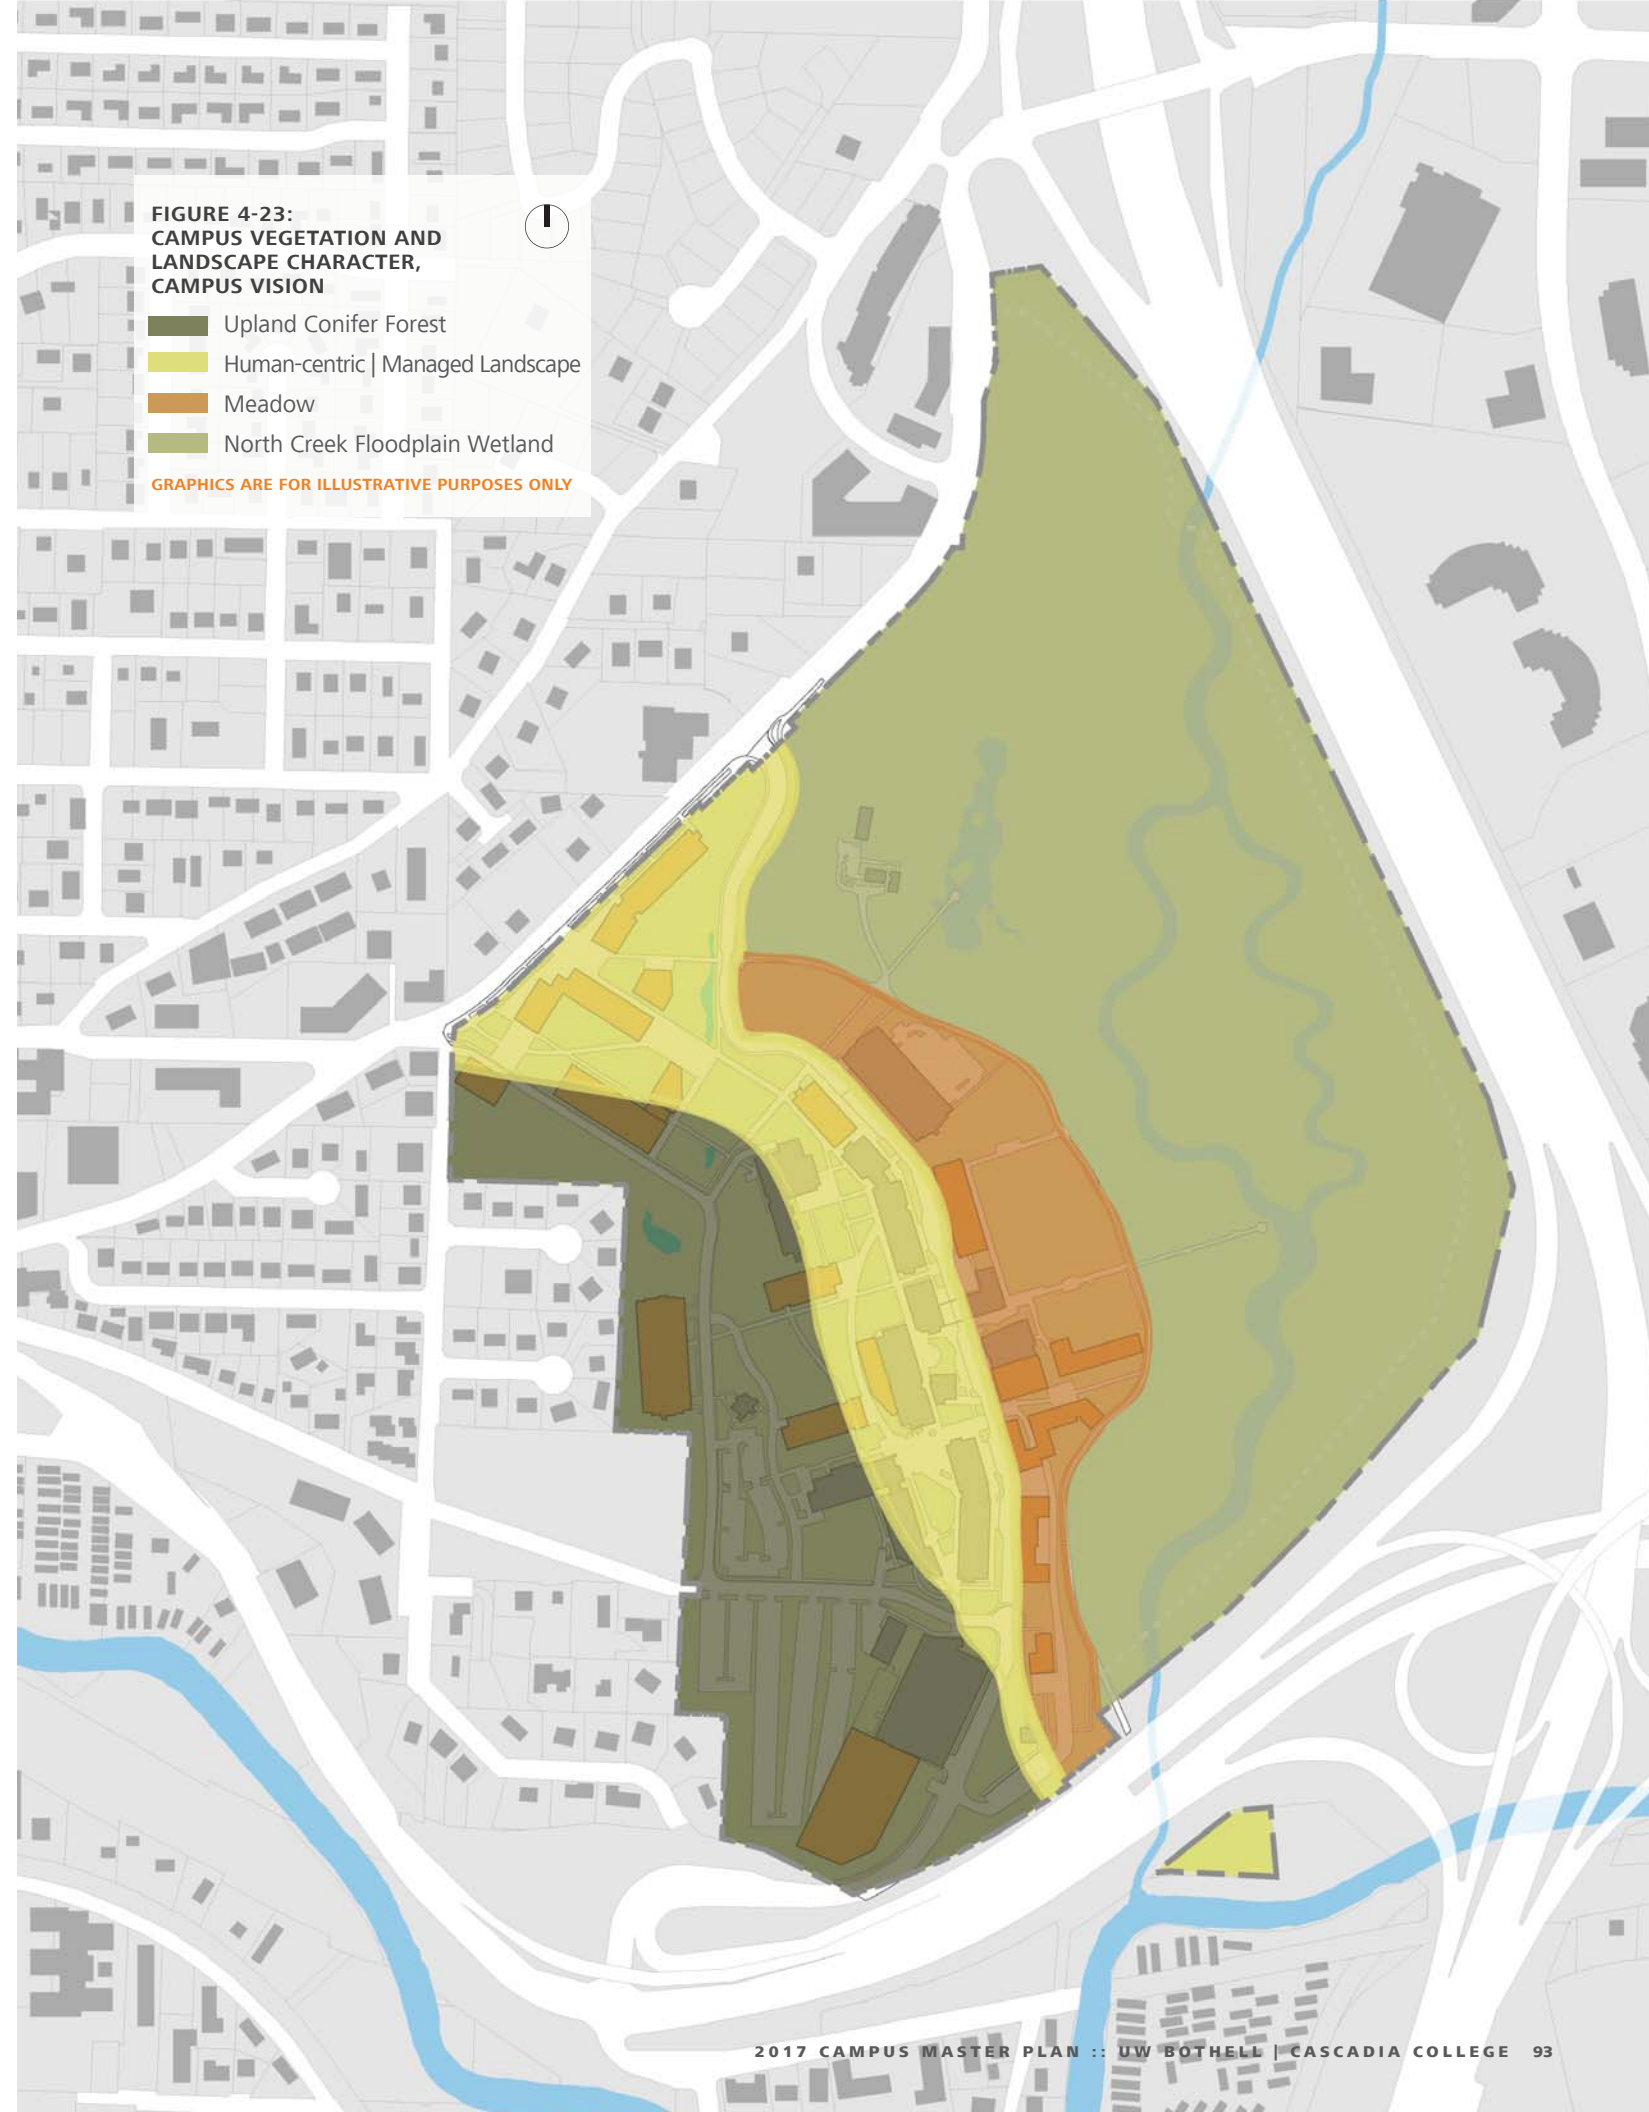 FIGURE 4-23:
CAMPUS VEGETATION AND
LANDSCAPE CHARACTER,
CAMPUS VISION
Upland Conifer Forest
Human-centric | Managed Landscape
Meadow
North Creek Floodplain Wetland
GRAPHICS ARE FOR ILLUSTRATIVE PURPOSES ONLY
2017 CAMPUS MASTER PLAN :: UW BOTHELL | CASCADIA COLLEGE 93